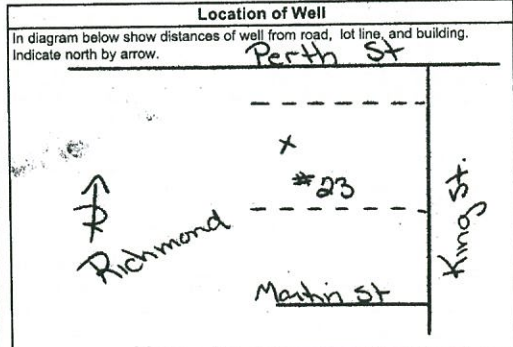 Location of Well
In diagram below show distances of well from road, lot line, and building.
Indicate north by arrow.
Perth St
x
#23
N
Richmond
King St.
Martin St